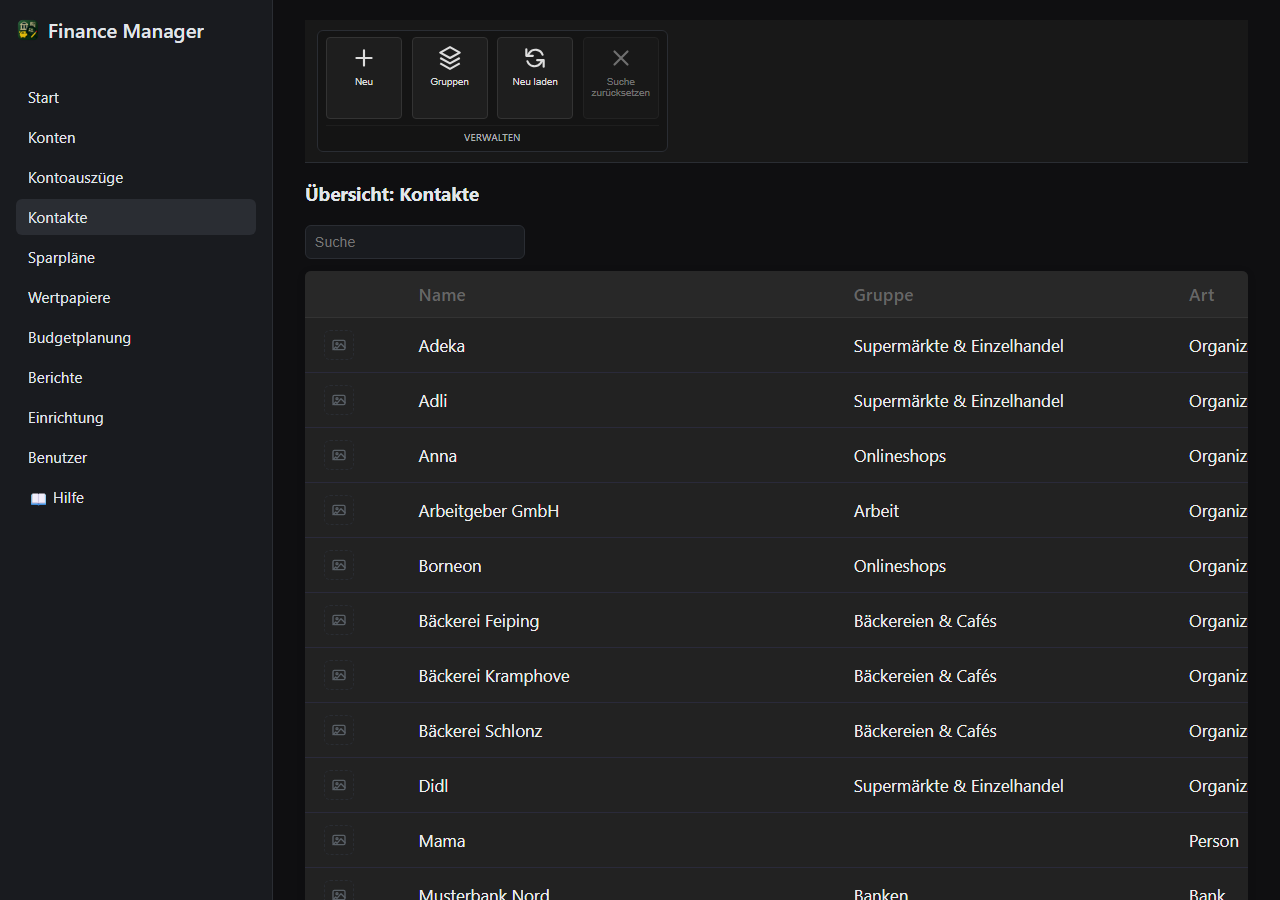 Finance Manager
Start
Konten
Kontoauszüge
Kontakte
Sparpläne
Wertpapiere
Budgetplanung
Berichte
Einrichtung
Benutzer
Hilfe
Neu
Gruppen
Neu laden
Suche
zurücksetzen
VERWALTEN
Übersicht: Kontakte
Suche
Name Gruppe Art
Adeka Supermärkte & Einzelhandel Organiz
Adli Supermärkte & Einzelhandel Organiz
Anna Onlineshops Organiz
Arbeitgeber GmbH Arbeit Organiz
Borneon Onlineshops Organiz
Bäckerei Feiping Bäckereien & Cafés Organiz
Bäckerei Kramphove Bäckereien & Cafés Organiz
Bäckerei Schlonz Bäckereien & Cafés Organiz
Didl Supermärkte & Einzelhandel Organiz
Mama Person
Musterbank Nord Banken Bank